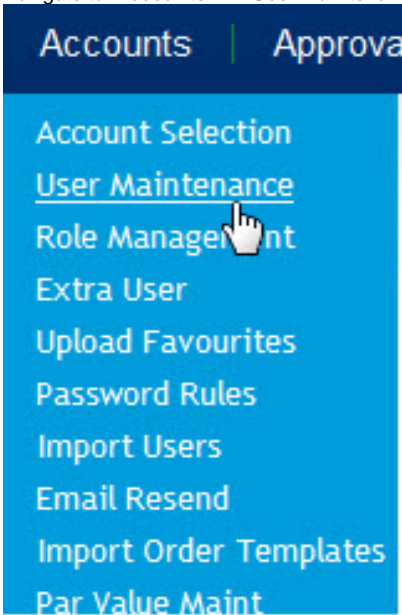 Accounts | Approva
Account Selection
User Maintenance
Role Management
Extra User
Upload Favourites
Password Rules
Import Users
Email Resend
Import Order Templates
Par Value Maint